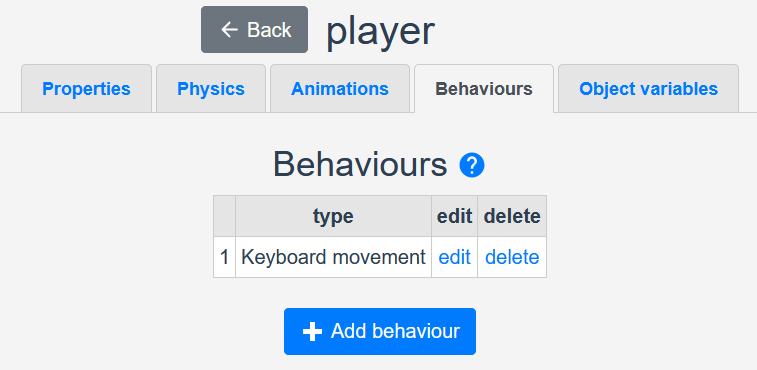 Back player
Properties Physics Animations Behaviours Object variables
Behaviours ?
type edit delete
1 Keyboard movement edit delete
Add behaviour